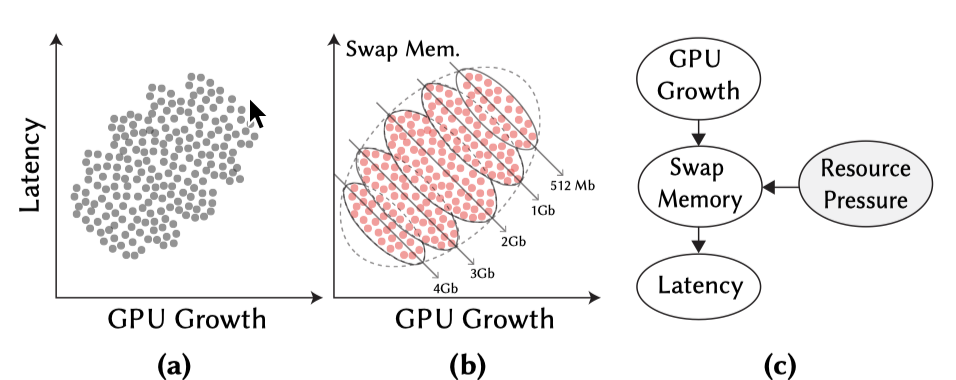 Latency
GPU Growth
(a)
Swap Mem.
512 Mb
1Gb
2Gb
3Gb
4Gb
GPU Growth
(b)
GPU
Growth
Swap
Memory
Resource
Pressure
Latency
(c)